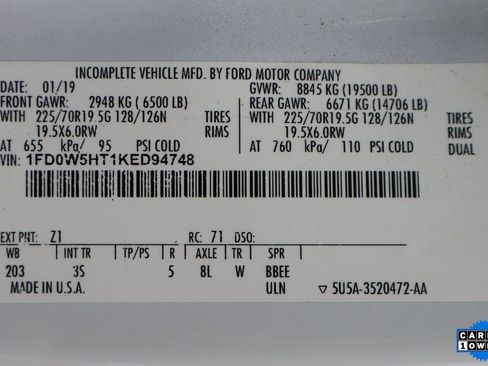 INCOMPLETE VEHICLE MFD. BY FORD MOTOR COMPANY
DATE: 01/19 GVWR: 8845 KG (19500 LB)
FRONT GAWR: 2948 KG ( 6500 LB) REAR GAWR: 6671 KG (14706 LB)
WITH 225/70R19.5G 128/126N TIRES WITH 225/70R19.5G 128/126N TIRES
19.5X6.0RW RIMS 19.5X6.0RW RIMS
AT 655 kPa/ 95 PSI COLD AT 760 kPa/ 110 PSI COLD DUAL
VIN: 1FD0W5HT1KED94748
EXT PNT: Z1 RC: 71 DSO:
WB INT TR TP/PS R AXLE TR SPR
203 3S 5 8L W BBEE
MADE IN U.S.A. ULN ▽ 5U5A-3520472-AA
1 OWN